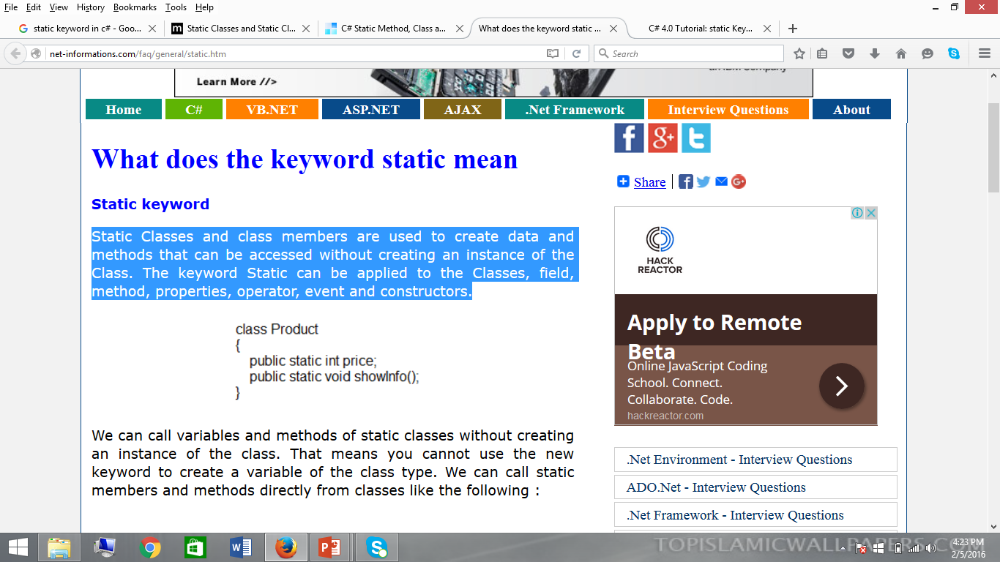 File Edit View History Bookmarks Tools Help
static keyword in c# - Goo...
Static Classes and Static Cl...
C# Static Method, Class a...
What does the keyword static ...
C# 4.0 Tutorial: static Key...
net-informations.com/faq/general/static.htm
Search
Learn More //>
an IBM Company
Home
C#
VB.NET
ASP.NET
AJAX
.Net Framework
Interview Questions
About
What does the keyword static mean
Static keyword
Static Classes and class members are used to create data and
methods that can be accessed without creating an instance of the
Class. The keyword Static can be applied to the Classes, field,
method, properties, operator, event and constructors.
class Product
{
public static int price;
public static void showInfo();
}
We can call variables and methods of static classes without creating
an instance of the class. That means you cannot use the new
keyword to create a variable of the class type. We can call static
members and methods directly from classes like the following :
Share
HACK
REACTOR
Apply to Remote
Beta
Online JavaScript Coding
School. Connect.
Collaborate. Code.
hackreactor.com
.Net Environment - Interview Questions
ADO.Net - Interview Questions
.Net Framework - Interview Questions
TOPISLAMICWALLPAPERS.COM
4:23 PM
2/5/2016